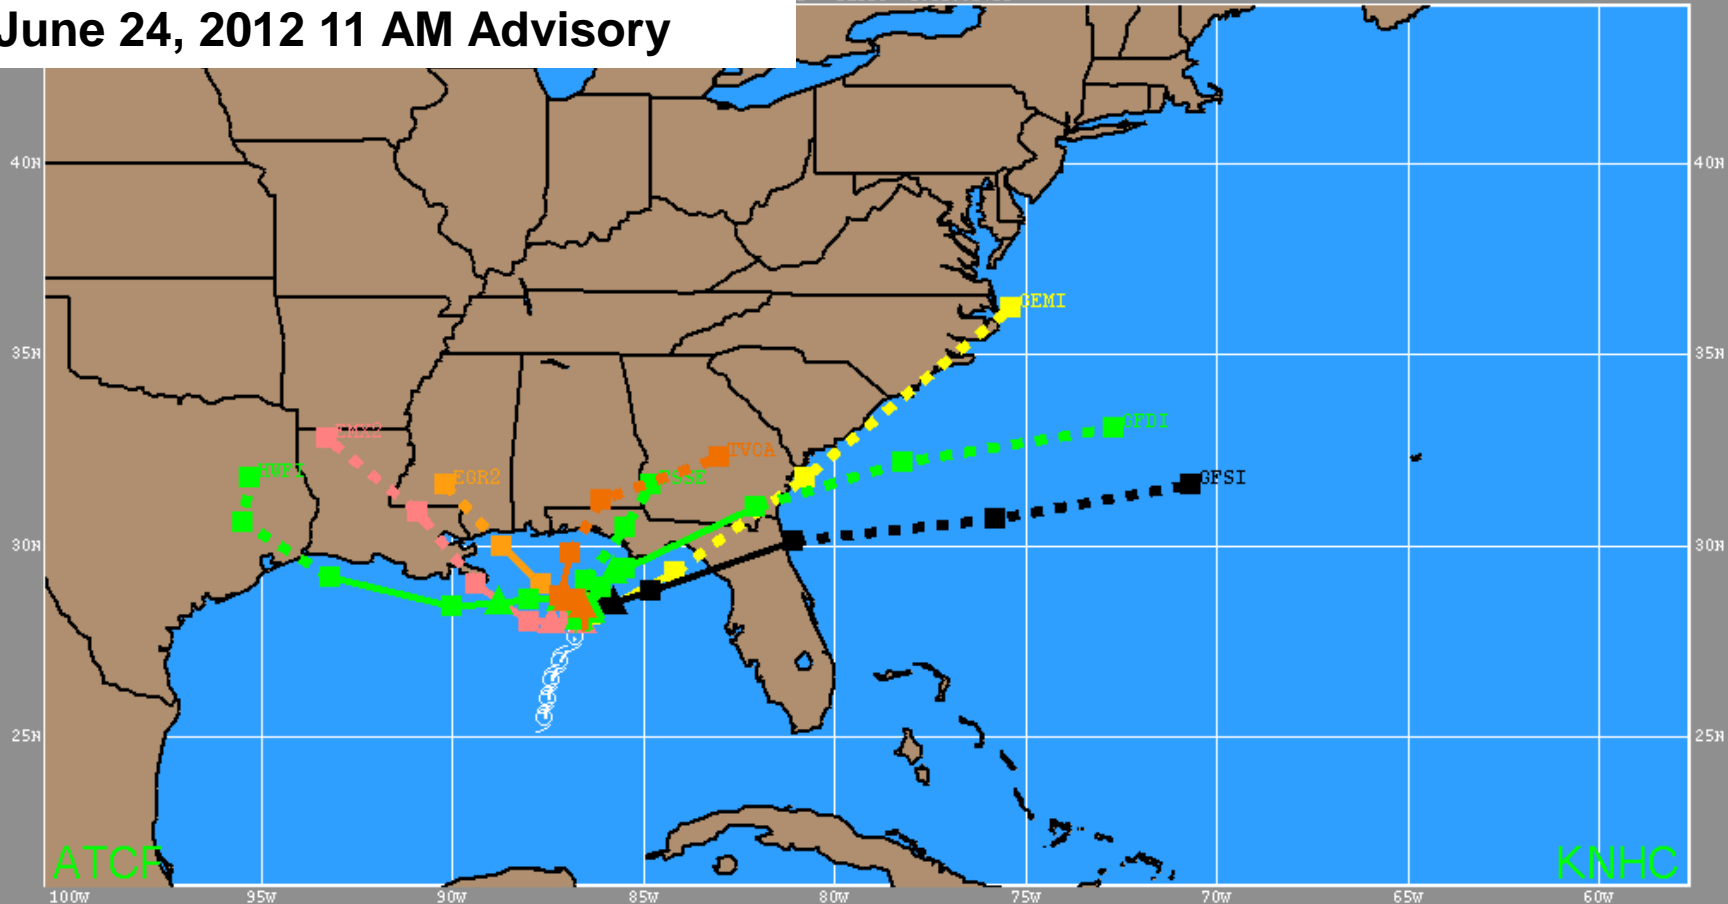 June 24, 2012 11 AM Advisory
40N
40N
GEMI
35N
35N
GFDI
EMX2
TVCA
HWFI
EGR2
GFSI
30N
30N
25N
25N
ATCF
KNHC
100W
95W
90W
85W
80W
75W
70W
65W
60W